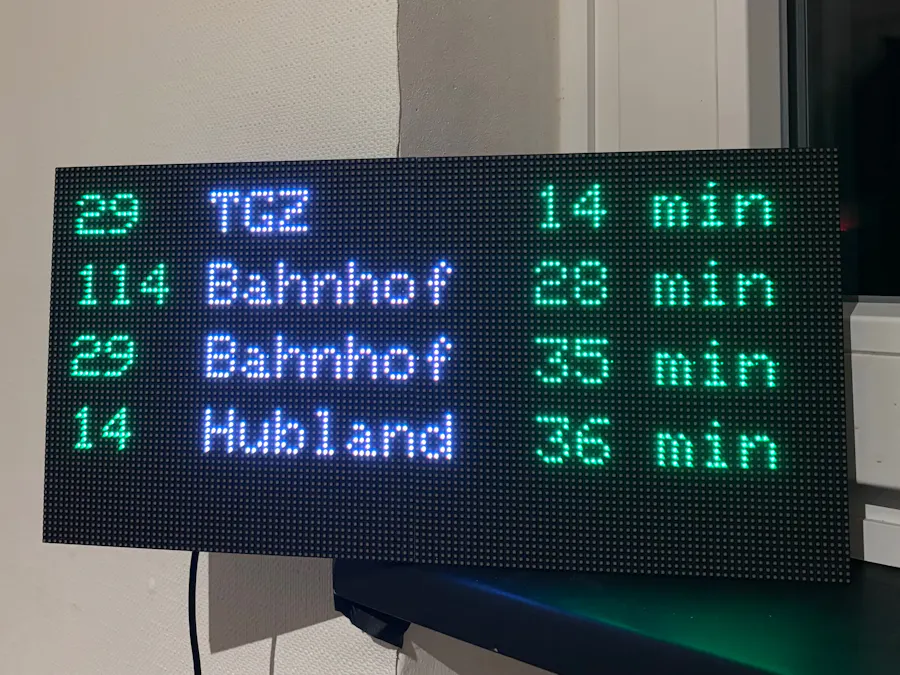 29 TGZ 14 min
114 Bahnhof 28 min
29 Bahnhof 35 min
14 Hubland 36 min